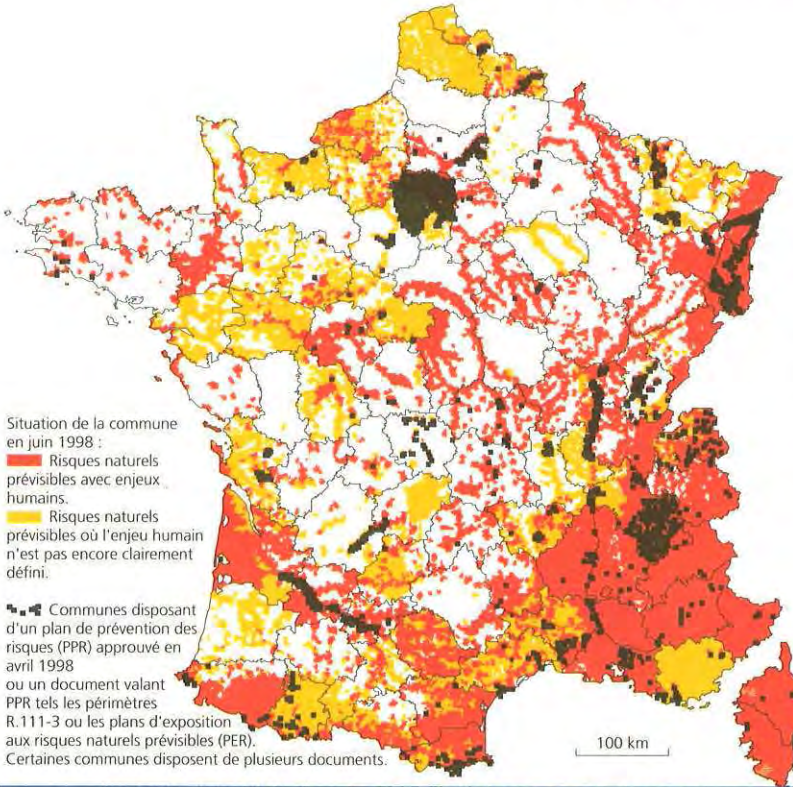 Situation de la commune
en juin 1998 :
Risques naturels
prévisibles avec enjeux
humains.
Risques naturels
prévisibles où l'enjeu humain
n'est pas encore clairement
défini.
Communes disposant
d'un plan de prévention des
risques (PPR) approuvé en
avril 1998
ou un document valant
PPR tels les périmètres
R.111-3 ou les plans d'exposition
aux risques naturels prévisibles (PER).
Certaines communes disposent de plusieurs documents.
100 km